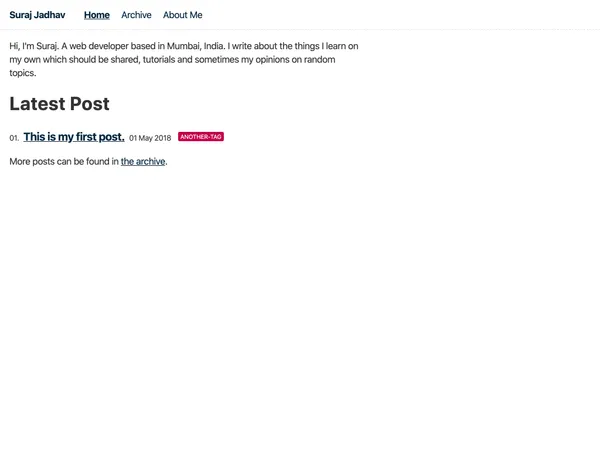 Suraj Jadhav Home Archive About Me
Hi, I'm Suraj. A web developer based in Mumbai, India. I write about the things I learn on
my own which should be shared, tutorials and sometimes my opinions on random
topics.
Latest Post
01. This is my first post. 01 May 2018 ANOTHER-TAG
More posts can be found in the archive.